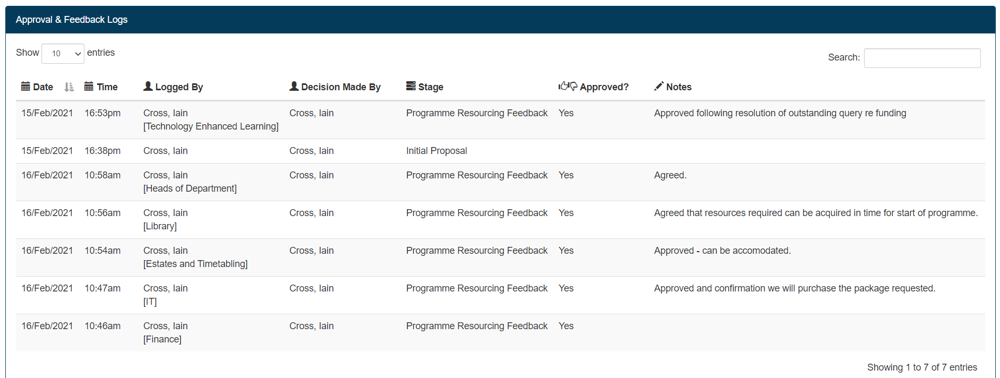 Approval & Feedback Logs
Show 10 entries
Search:
Date Time Logged By Decision Made By Stage Approved? Notes
15/Feb/2021 16:53pm Cross, Iain Cross, Iain Programme Resourcing Feedback Yes Approved following resolution of outstanding query re funding
[Technology Enhanced Learning]
15/Feb/2021 16:38pm Cross, Iain Cross, Iain Initial Proposal
16/Feb/2021 10:58am Cross, Iain Cross, Iain Programme Resourcing Feedback Yes Agreed.
[Heads of Department]
16/Feb/2021 10:56am Cross, Iain Cross, Iain Programme Resourcing Feedback Yes Agreed that resources required can be acquired in time for start of programme.
[Library]
16/Feb/2021 10:54am Cross, Iain Cross, Iain Programme Resourcing Feedback Yes Approved - can be accomodated.
[Estates and Timetabling]
16/Feb/2021 10:47am Cross, Iain Cross, Iain Programme Resourcing Feedback Yes Approved and confirmation we will purchase the package requested.
[IT]
16/Feb/2021 10:46am Cross, Iain Cross, Iain Programme Resourcing Feedback Yes
[Finance]
Showing 1 to 7 of 7 entries